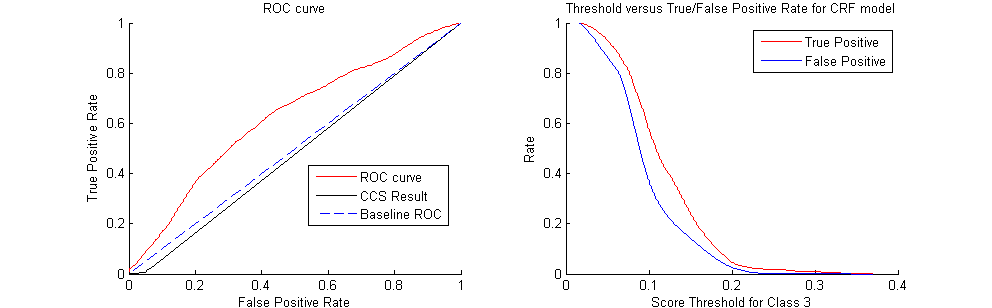 ROC curve
1
0.8
0.6
0.4
0.2
0
True Positive Rate
ROC curve
CCS Result
Baseline ROC
0 0.2 0.4 0.6 0.8 1
False Positive Rate
Threshold versus True/False Positive Rate for CRF model
1
0.8
0.6
0.4
0.2
0
Rate
True Positive
False Positive
0 0.1 0.2 0.3 0.4
Score Threshold for Class 3